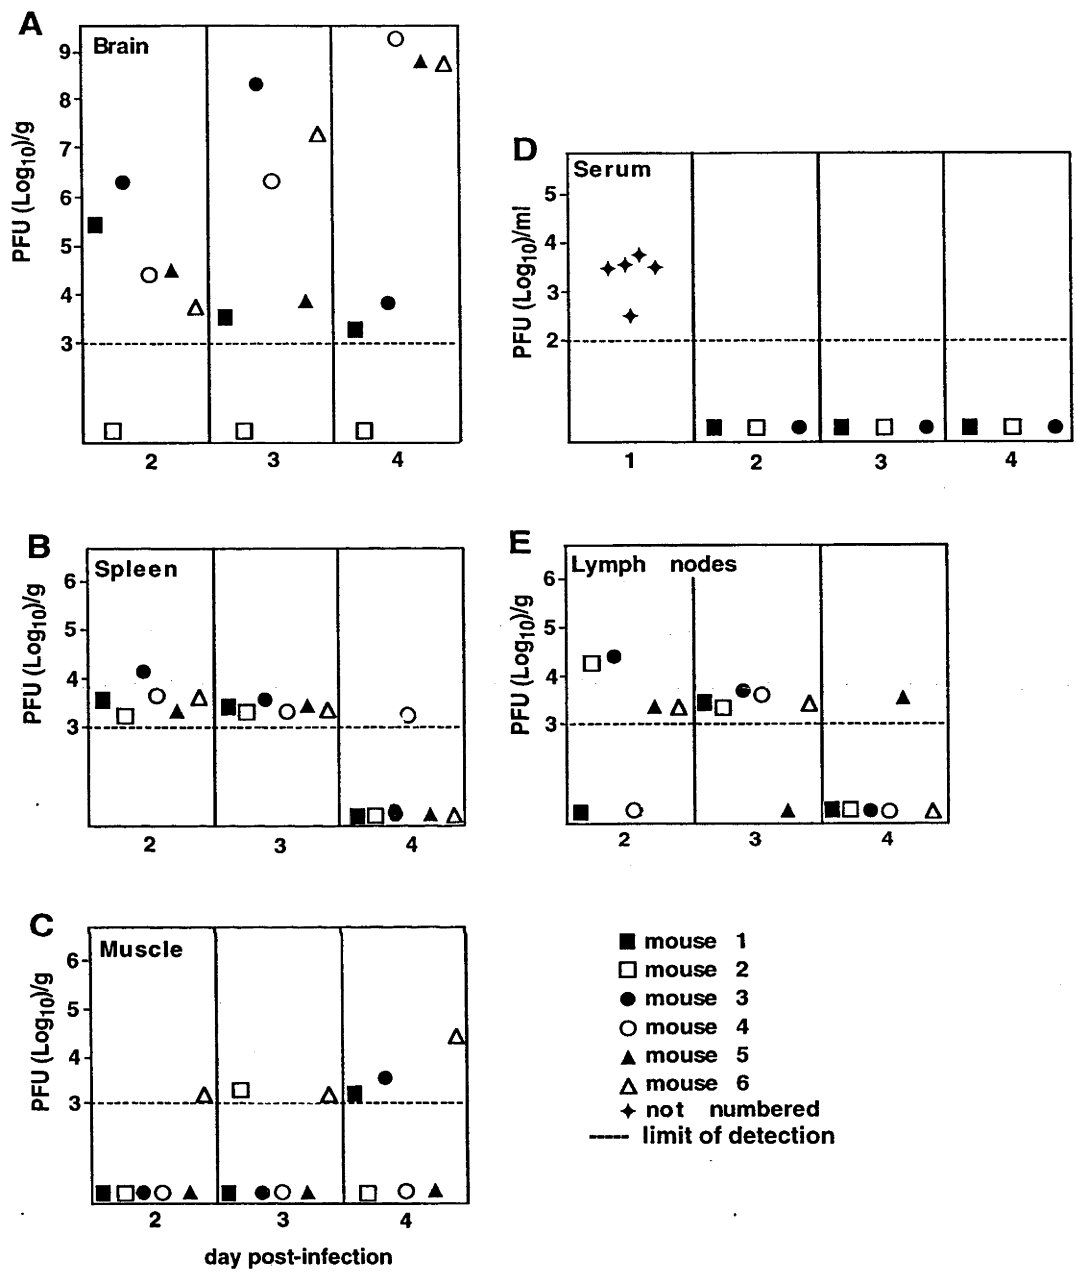 A
Brain
PFU (Log10)/g
9
8
7
6
5
4
3
2 3 4
D
Serum
PFU (Log10)/ml
5
4
3
2
1 2 3 4
B
Spleen
PFU (Log10)/g
6
5
4
3
2 3 4
E
Lymph nodes
PFU (Log10)/g
6
5
4
3
2 3 4
C
Muscle
PFU (Log10)/g
6
5
4
3
2 3 4
day post-infection
mouse 1
mouse 2
mouse 3
mouse 4
mouse 5
mouse 6
not numbered
limit of detection